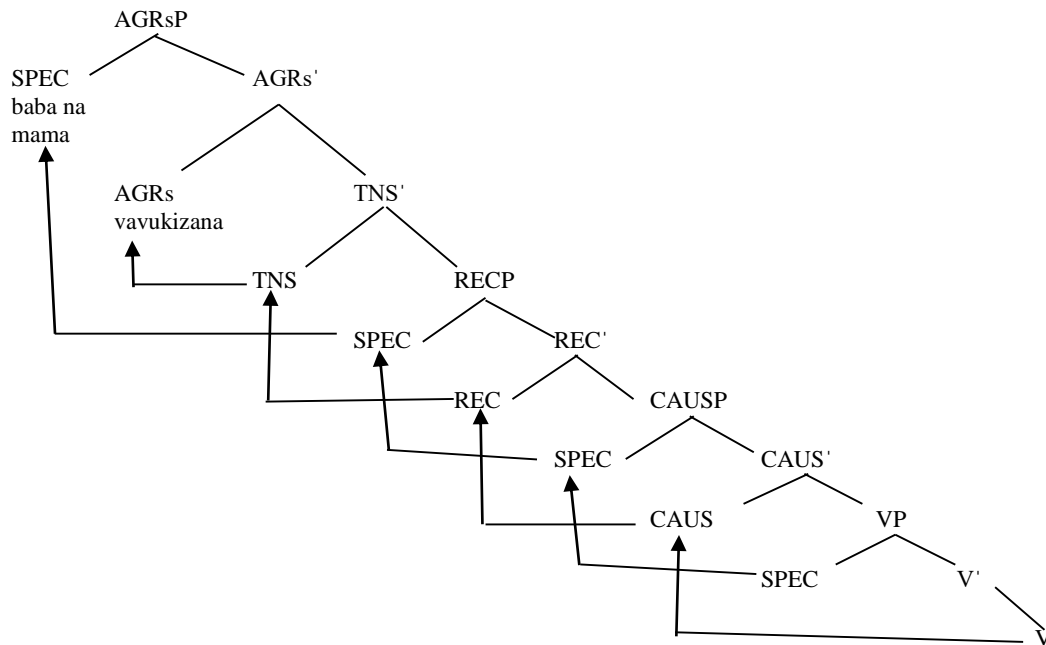 AGRsP
SPEC AGRs'
baba na
mama
AGRs TNS'
vavukizana
TNS RECP
SPEC REC'
REC CAUSP
SPEC CAUS'
CAUS VP
SPEC V'
V